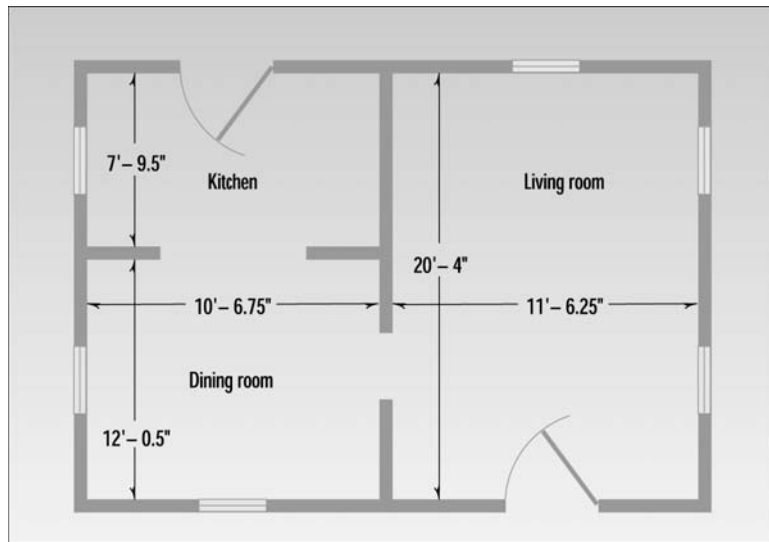 7'– 9.5"
Kitchen
Living room
20'– 4"
10'– 6.75"
11'– 6.25"
Dining room
12'– 0.5"